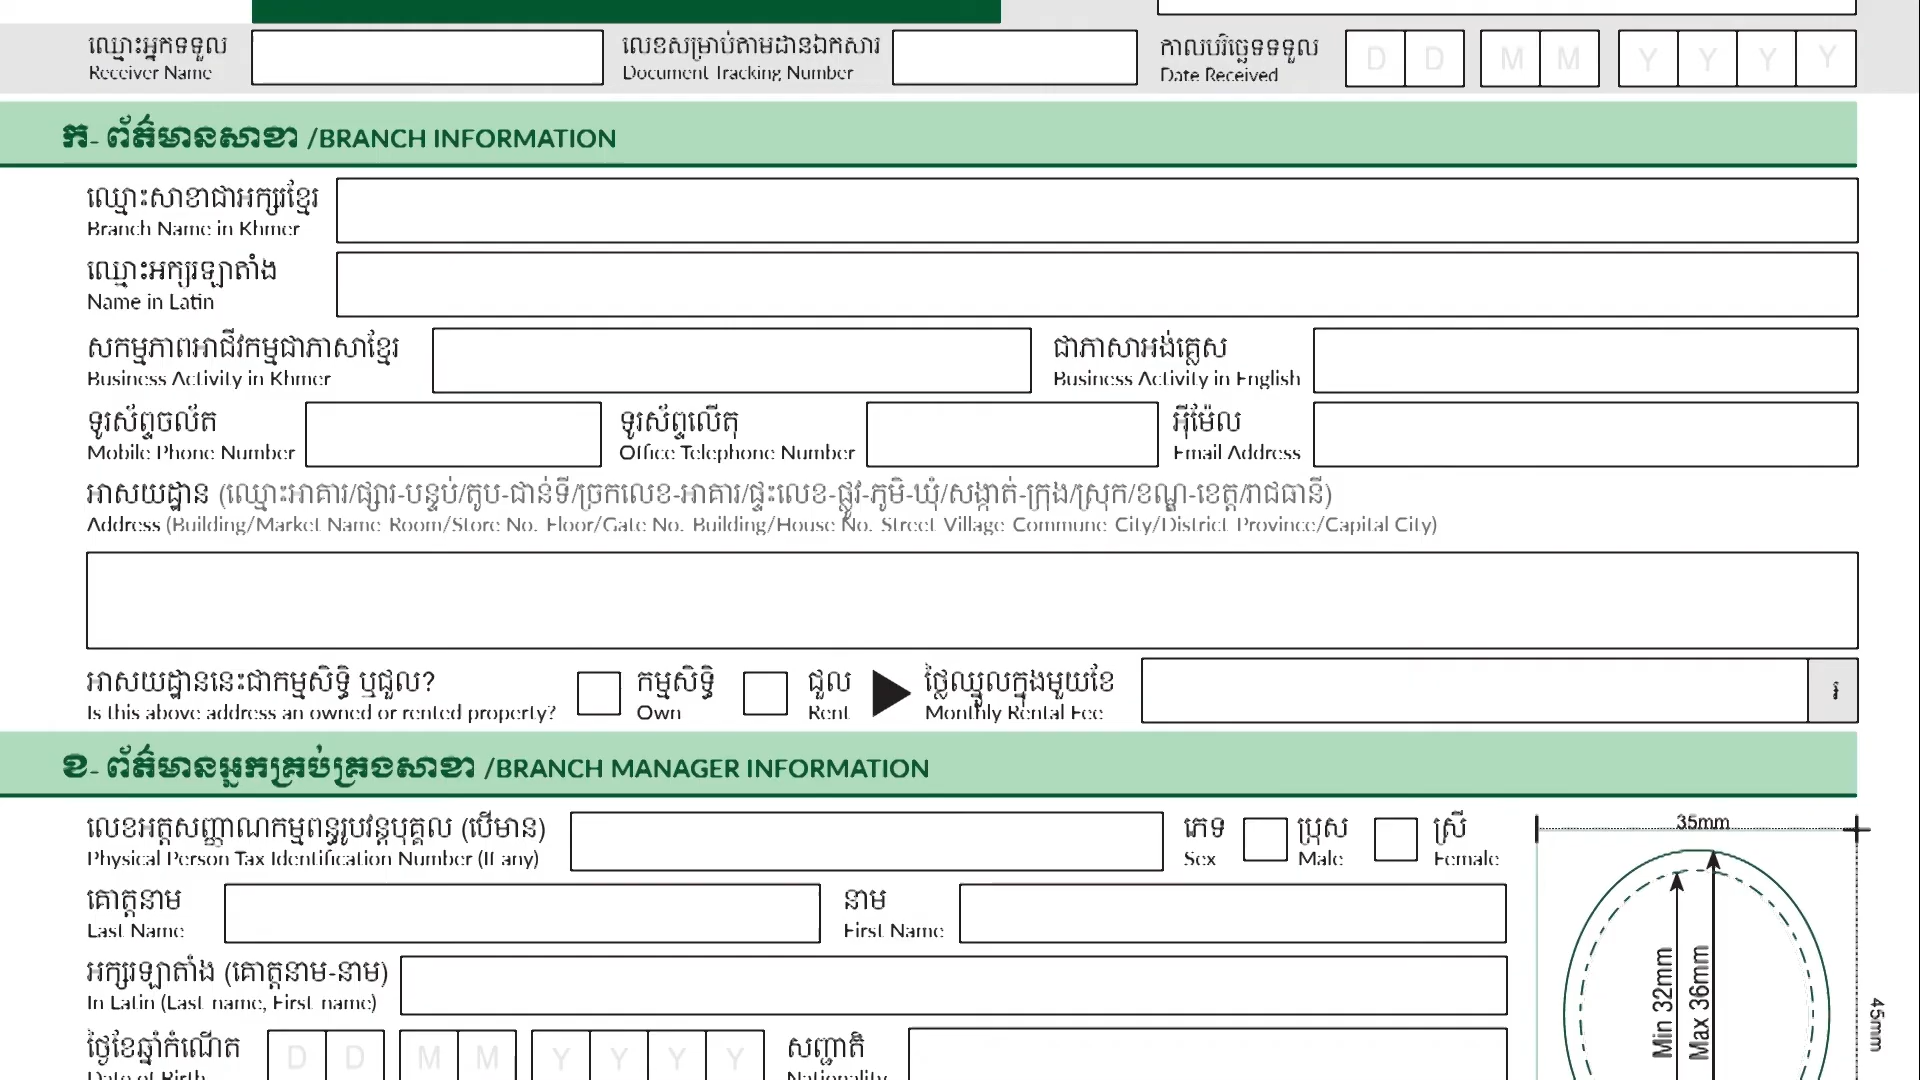 ឈ្មោះអ្នកទទួល
Receiver Name
លេខសម្រាប់តាមដានឯកសារ
Document Tracking Number
កាលបរិច្ឆេទទទួល
Date Received
D D M M Y Y Y Y
ក- ព័ត៌មានសាខា /BRANCH INFORMATION
ឈ្មោះសាខាជាអក្សរខ្មែរ
Branch Name in Khmer
ឈ្មោះអក្សរឡាតាំង
Name in Latin
សកម្មភាពអាជីវកម្មជាភាសាខ្មែរ
Business Activity in Khmer
ជាភាសាអង់គ្លេស
Business Activity in English
ទូរស័ព្ទចល័ត
Mobile Phone Number
ទូរស័ព្ទលើតុ
Office Telephone Number
អ៊ីម៉ែល
Email Address
អាសយដ្ឋាន (ឈ្មោះអាគារ/ផ្សារ-បន្ទប់/តូប-ជាន់ទី/ច្រកលេខ-អាគារ/ផ្ទះលេខ-ផ្លូវ-ភូមិ-ឃុំ/សង្កាត់-ក្រុង/ស្រុក/ខណ្ឌ-ខេត្ត/រាជធានី)
Address (Building/Market Name Room/Store No. Floor/Gate No. Building/House No. Street Village Commune City/District Province/Capital City)
អាសយដ្ឋាននេះជាកម្មសិទ្ធិ ឬជួល?
Is this above address an owned or rented property?
កម្មសិទ្ធិ
Own
ជួល
Rent
ថ្លៃឈ្នួលក្នុងមួយខែ
Monthly Rental Fee
៛
ខ- ព័ត៌មានអ្នកគ្រប់គ្រងសាខា /BRANCH MANAGER INFORMATION
លេខអត្តសញ្ញាណកម្មពន្ធរូបវន្តបុគ្គល (បើមាន)
Physical Person Tax Identification Number (If any)
ភេទ
Sex
ប្រុស
Male
ស្រី
Female
35mm
គោត្តនាម
Last Name
នាម
First Name
អក្សរឡាតាំង (គោត្តនាម-នាម)
In Latin (Last name, First name)
Min 32mm
Max 36mm
45mm
ថ្ងៃខែឆ្នាំកំណើត
Date of Birth
D D M M Y Y Y Y
សញ្ជាតិ
Nationality